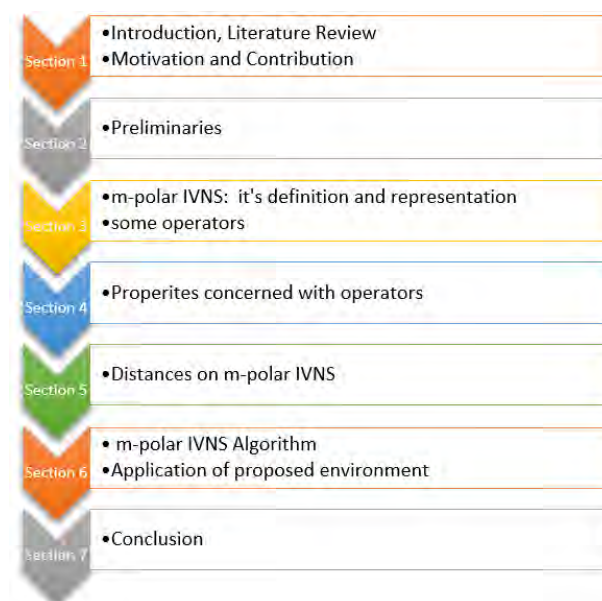 Section 1
•Introduction, Literature Review
•Motivation and Contribution
Section 2
•Preliminaries
Section 3
•m-polar IVNS: it's definition and representation
•some operators
Section 4
•Properites concerned with operators
Section 5
•Distances on m-polar IVNS
Section 6
• m-polar IVNS Algorithm
•Application of proposed environment
Section 7
•Conclusion